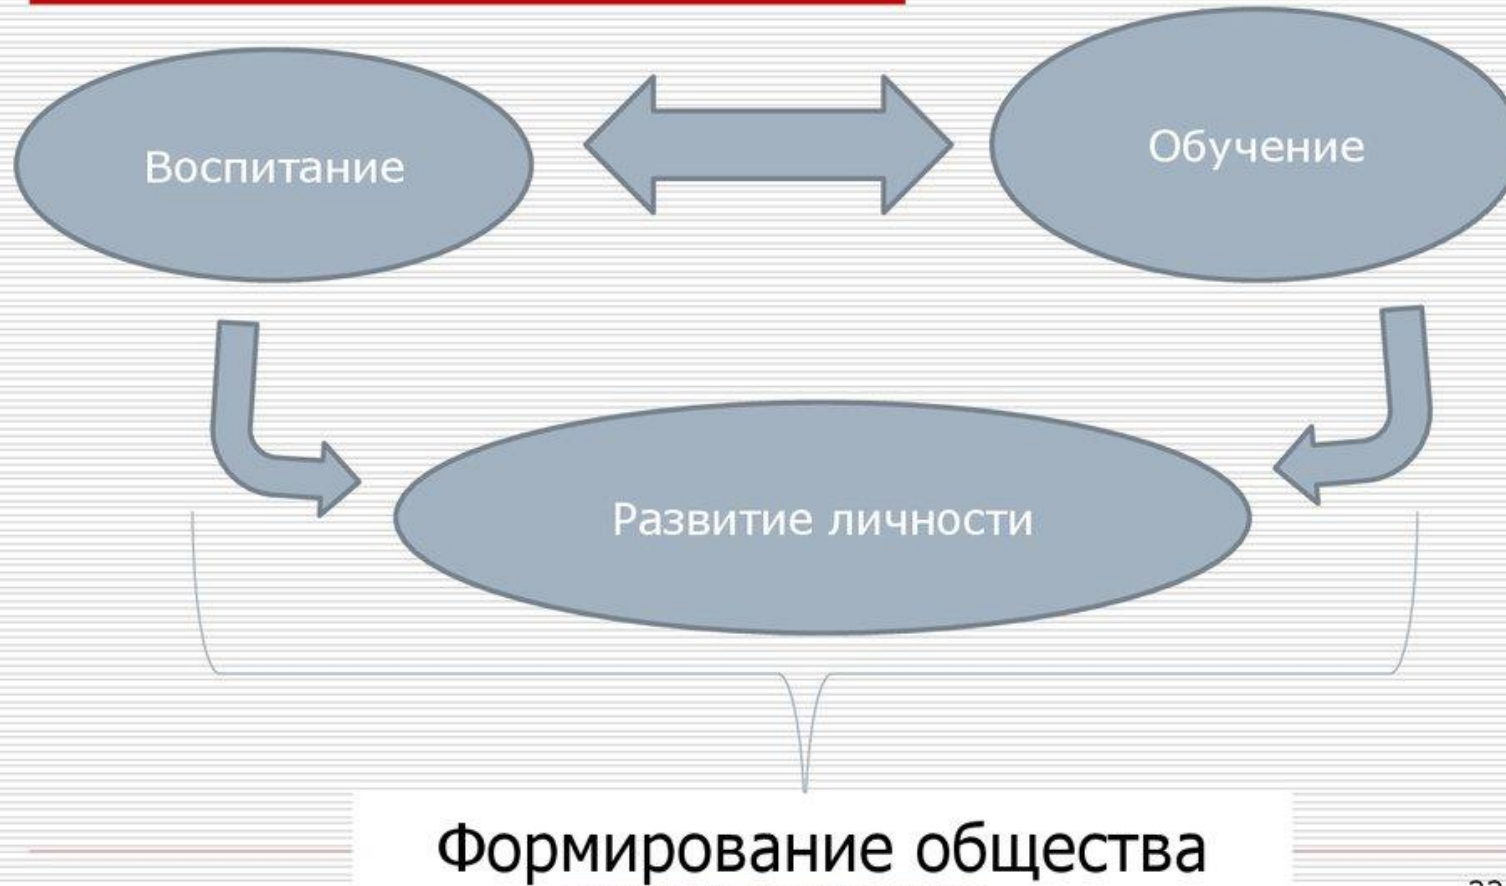 Воспитание
Обучение
Развитие личности
Формирование общества